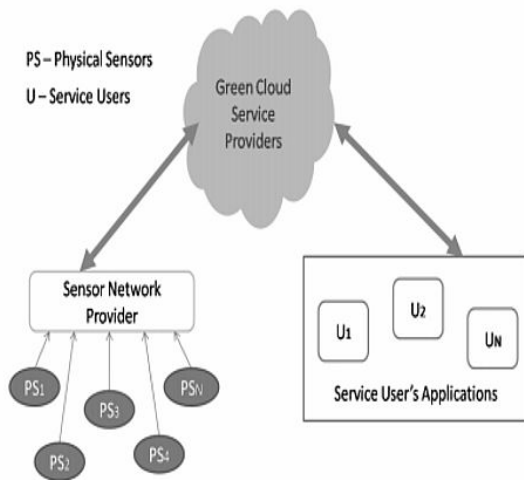 PS – Physical Sensors
U – Service Users
Green Cloud
Service
Providers
Sensor Network
Provider
PS1
PS2
PS3
PS4
PSN
U1
U2
UN
Service User's Applications